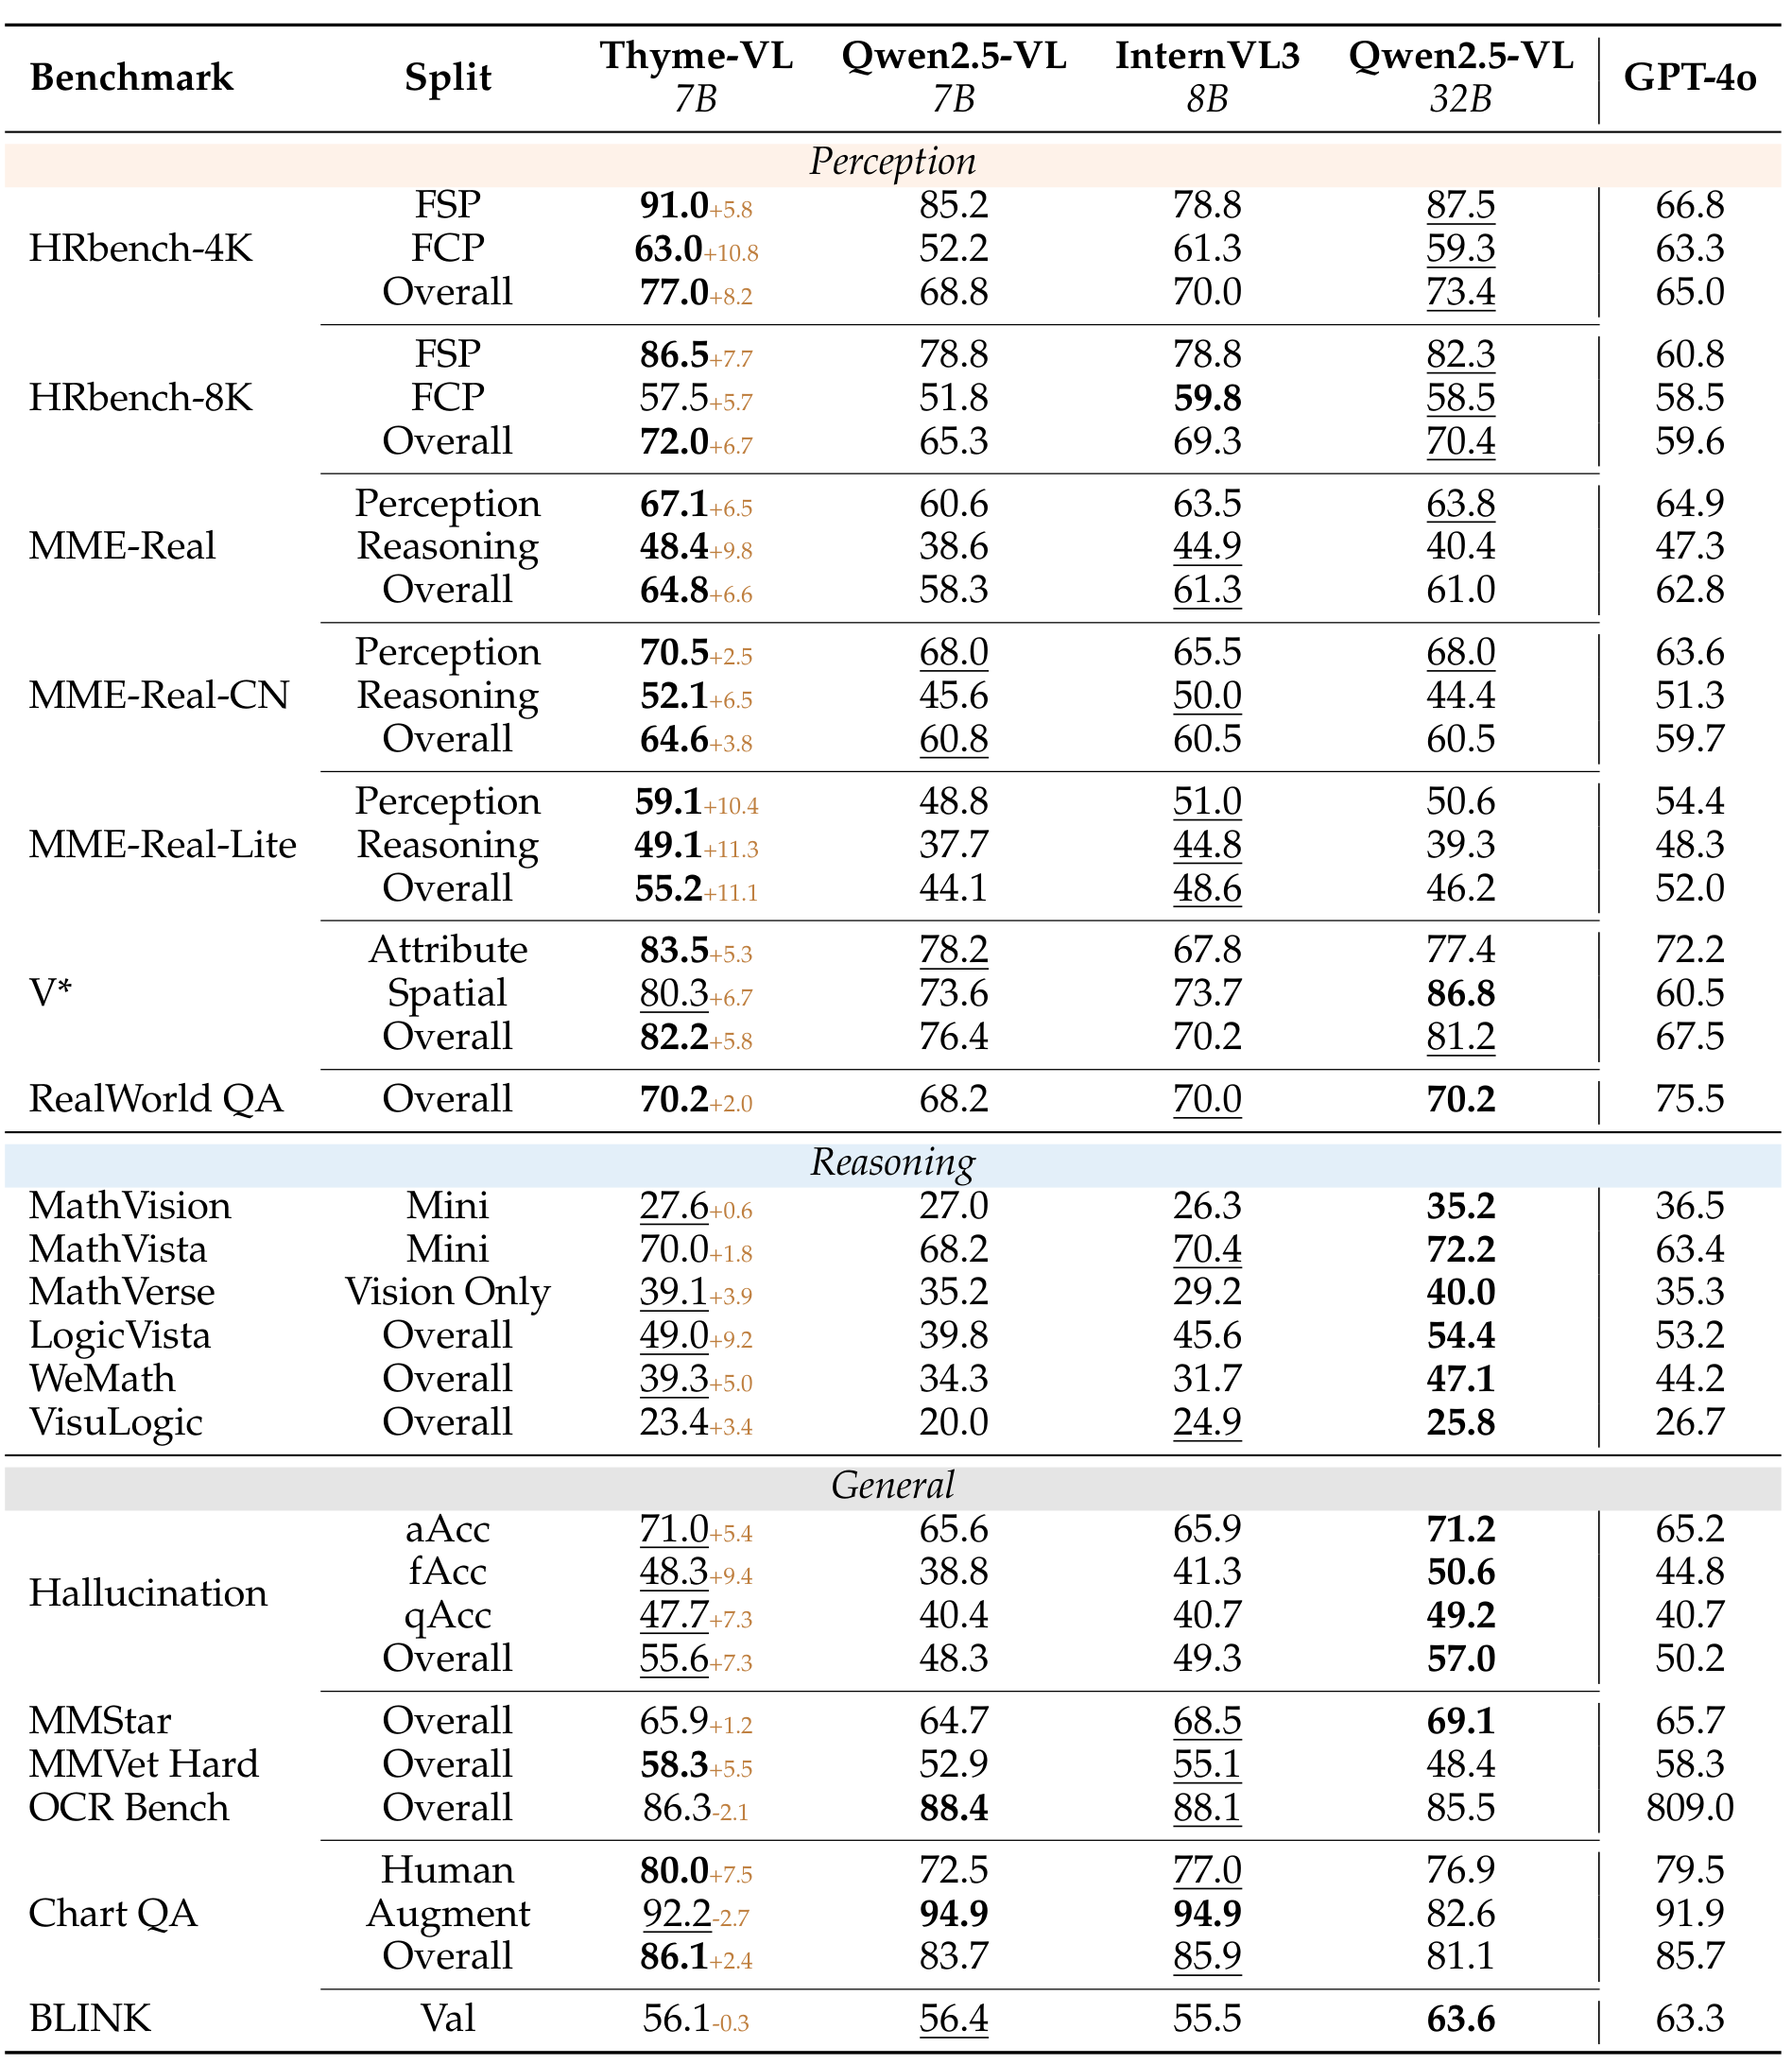 Benchmark Split Thyme-VL Qwen2.5-VL InternVL3 Qwen2.5-VL GPT-4o
7B 7B 8B 32B
Perception
FSP 91.0+5.8 85.2 78.8 87.5 66.8
HRbench-4K FCP 63.0+10.8 52.2 61.3 59.3 63.3
Overall 77.0+8.2 68.8 70.0 73.4 65.0
FSP 86.5+7.7 78.8 78.8 82.3 60.8
HRbench-8K FCP 57.5+5.7 51.8 59.8 58.5 58.5
Overall 72.0+6.7 65.3 69.3 70.4 59.6
Perception 67.1+6.5 60.6 63.5 63.8 64.9
MME-Real Reasoning 48.4+9.8 38.6 44.9 40.4 47.3
Overall 64.8+6.6 58.3 61.3 61.0 62.8
Perception 70.5+2.5 68.0 65.5 68.0 63.6
MME-Real-CN Reasoning 52.1+6.5 45.6 50.0 44.4 51.3
Overall 64.6+3.8 60.8 60.5 60.5 59.7
Perception 59.1+10.4 48.8 51.0 50.6 54.4
MME-Real-Lite Reasoning 49.1+11.3 37.7 44.8 39.3 48.3
Overall 55.2+11.1 44.1 48.6 46.2 52.0
Attribute 83.5+5.3 78.2 67.8 77.4 72.2
V* Spatial 80.3+6.7 73.6 73.7 86.8 60.5
Overall 82.2+5.8 76.4 70.2 81.2 67.5
RealWorld QA Overall 70.2+2.0 68.2 70.0 70.2 75.5
Reasoning
MathVision Mini 27.6+0.6 27.0 26.3 35.2 36.5
MathVista Mini 70.0+1.8 68.2 70.4 72.2 63.4
MathVerse Vision Only 39.1+3.9 35.2 29.2 40.0 35.3
LogicVista Overall 49.0+9.2 39.8 45.6 54.4 53.2
WeMath Overall 39.3+5.0 34.3 31.7 47.1 44.2
VisuLogic Overall 23.4+3.4 20.0 24.9 25.8 26.7
General
aAcc 71.0+5.4 65.6 65.9 71.2 65.2
fAcc 48.3+9.4 38.8 41.3 50.6 44.8
Hallucination
qAcc 47.7+7.3 40.4 40.7 49.2 40.7
Overall 55.6+7.3 48.3 49.3 57.0 50.2
MMStar Overall 65.9+1.2 64.7 68.5 69.1 65.7
MMVet Hard Overall 58.3+5.5 52.9 55.1 48.4 58.3
OCR Bench Overall 86.3-2.1 88.4 88.1 85.5 809.0
Human 80.0+7.5 72.5 77.0 76.9 79.5
Chart QA Augment 92.2-2.7 94.9 94.9 82.6 91.9
Overall 86.1+2.4 83.7 85.9 81.1 85.7
BLINK Val 56.1-0.3 56.4 55.5 63.6 63.3